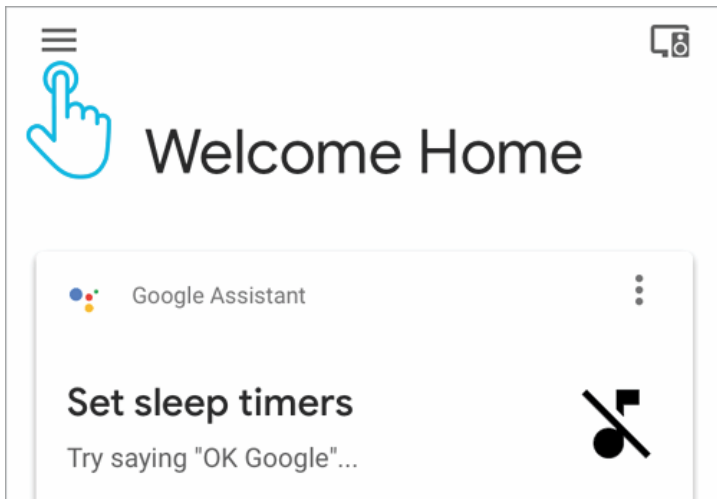 Welcome Home
Google Assistant
Set sleep timers
Try saying "OK Google"...